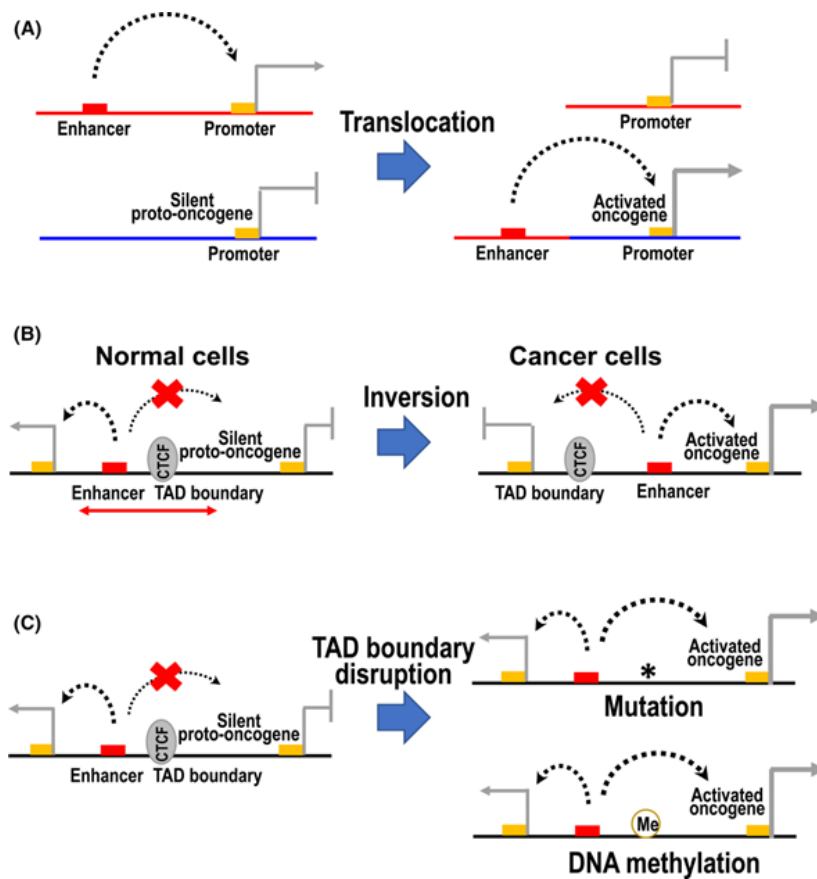 (A)
Enhancer
Promoter
Silent
proto-oncogene
Promoter
Translocation
Promoter
Activated
oncogene
Enhancer
Promoter
(B)
Normal cells
Silent
proto-oncogene
CTCF
Enhancer
TAD boundary
Inversion
Cancer cells
CTCF
Activated
oncogene
TAD boundary
Enhancer
(C)
Silent
proto-oncogene
CTCF
Enhancer
TAD boundary
TAD boundary
disruption
Activated
oncogene
*
Mutation
Activated
oncogene
Me
DNA methylation